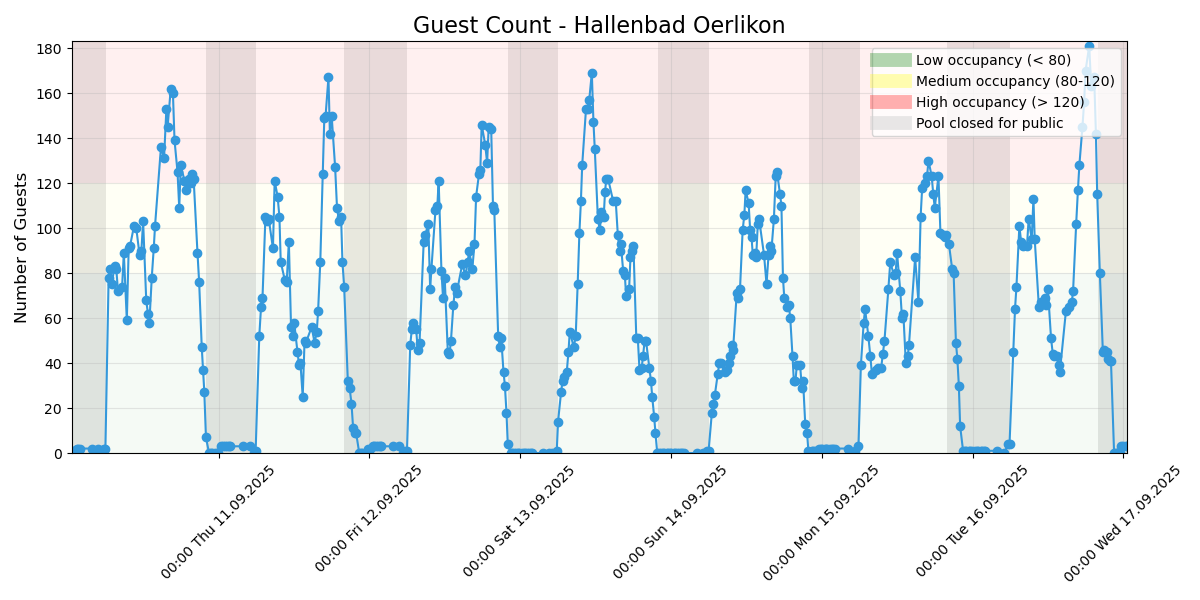 Guest Count - Hallenbad Oerlikon
Number of Guests
180
160
140
120
100
80
60
40
20
0
Low occupancy (< 80)
Medium occupancy (80-120)
High occupancy (> 120)
Pool closed for public
00:00 Thu 11.09.2025
00:00 Fri 12.09.2025
00:00 Sat 13.09.2025
00:00 Sun 14.09.2025
00:00 Mon 15.09.2025
00:00 Tue 16.09.2025
00:00 Wed 17.09.2025